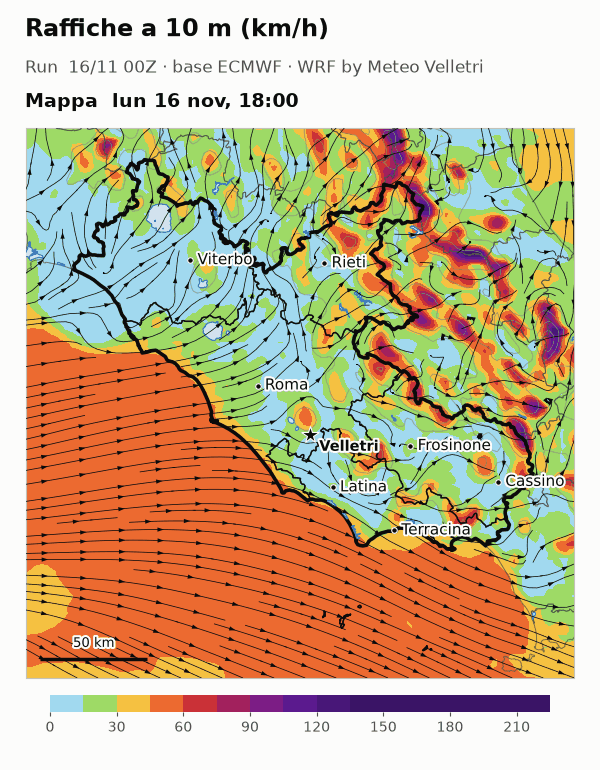 Raffiche a 10 m (km/h)
Run  16/11 00Z · base ECMWF · WRF by Meteo Velletri
Mappa  lun 16 nov, 18:00
Viterbo
Rieti
Roma
Velletri
Frosinone
Cassino
Latina
Terracina
50 km
0 30 60 90 120 150 180 210